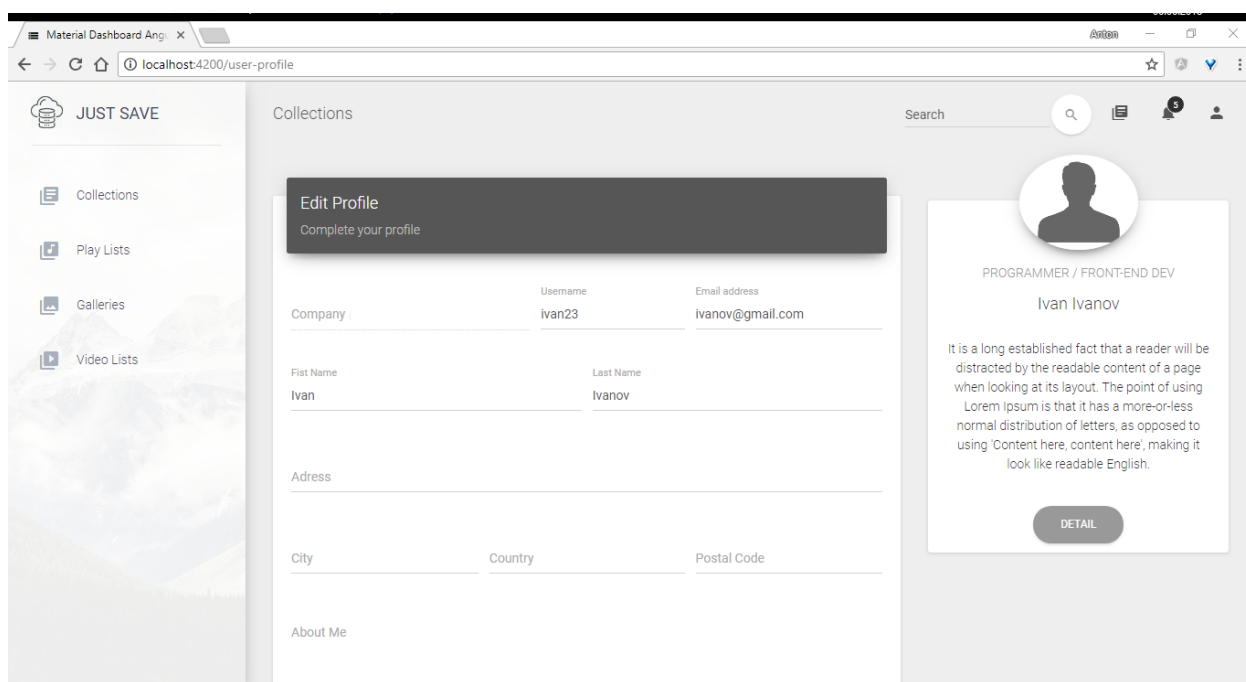 Material Dashboard Angu
Anton
localhost:4200/user-profile
JUST SAVE
Collections
Play Lists
Galleries
Video Lists
Collections
Search
5
Edit Profile
Complete your profile
Company
Username
ivan23
Email address
ivanov@gmail.com
Fist Name
Ivan
Last Name
Ivanov
Adress
City
Country
Postal Code
About Me
PROGRAMMER / FRONT-END DEV
Ivan Ivanov
It is a long established fact that a reader will be
distracted by the readable content of a page
when looking at its layout. The point of using
Lorem Ipsum is that it has a more-or-less
normal distribution of letters, as opposed to
using 'Content here, content here', making it
look like readable English.
DETAIL